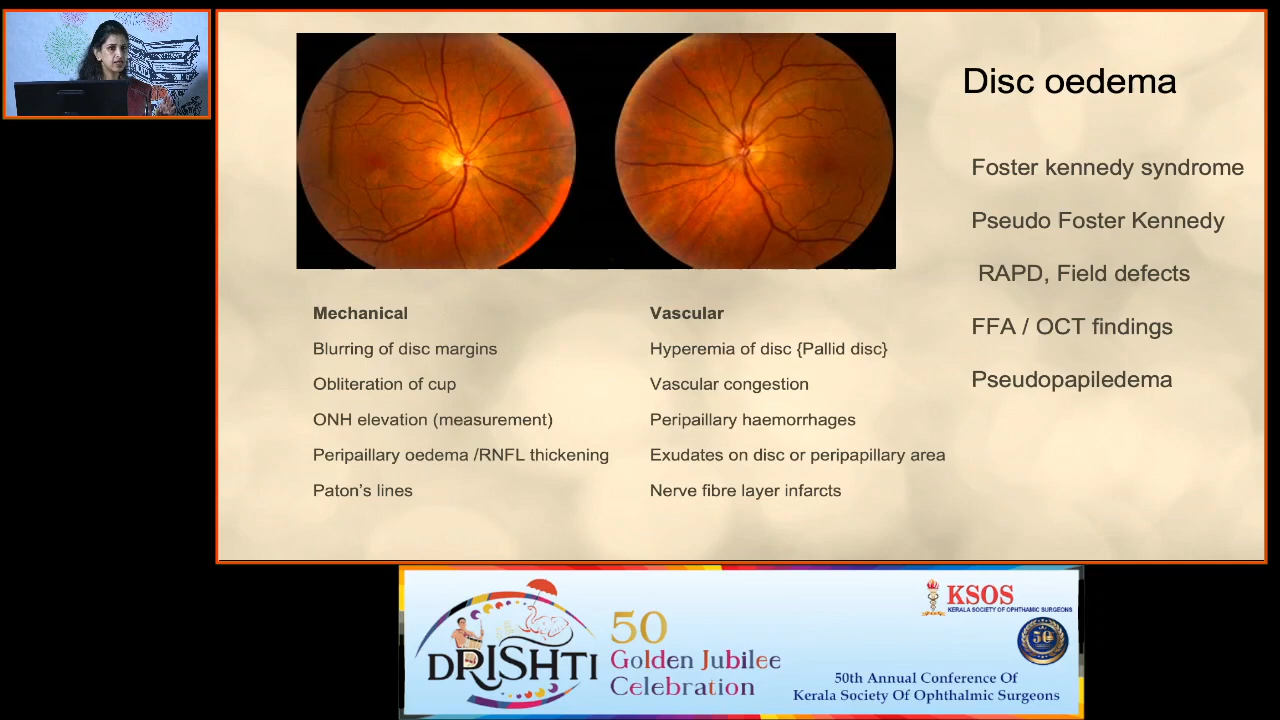 Disc oedema
Foster kennedy syndrome
Pseudo Foster Kennedy
RAPD, Field defects
FFA / OCT findings
Pseudopapiledema
Mechanical
Blurring of disc margins
Obliteration of cup
ONH elevation (measurement)
Peripaillary oedema /RNFL thickening
Paton's lines
Vascular
Hyperemia of disc {Pallid disc}
Vascular congestion
Peripaillary haemorrhages
Exudates on disc or peripapillary area
Nerve fibre layer infarcts
DRISHTI
50
Golden Jubilee
Celebration
KSOS
KERALA SOCIETY OF OPHTHAMIC SURGEONS
50
50th Annual Conference Of
Kerala Society Of Ophthalmic Surgeons